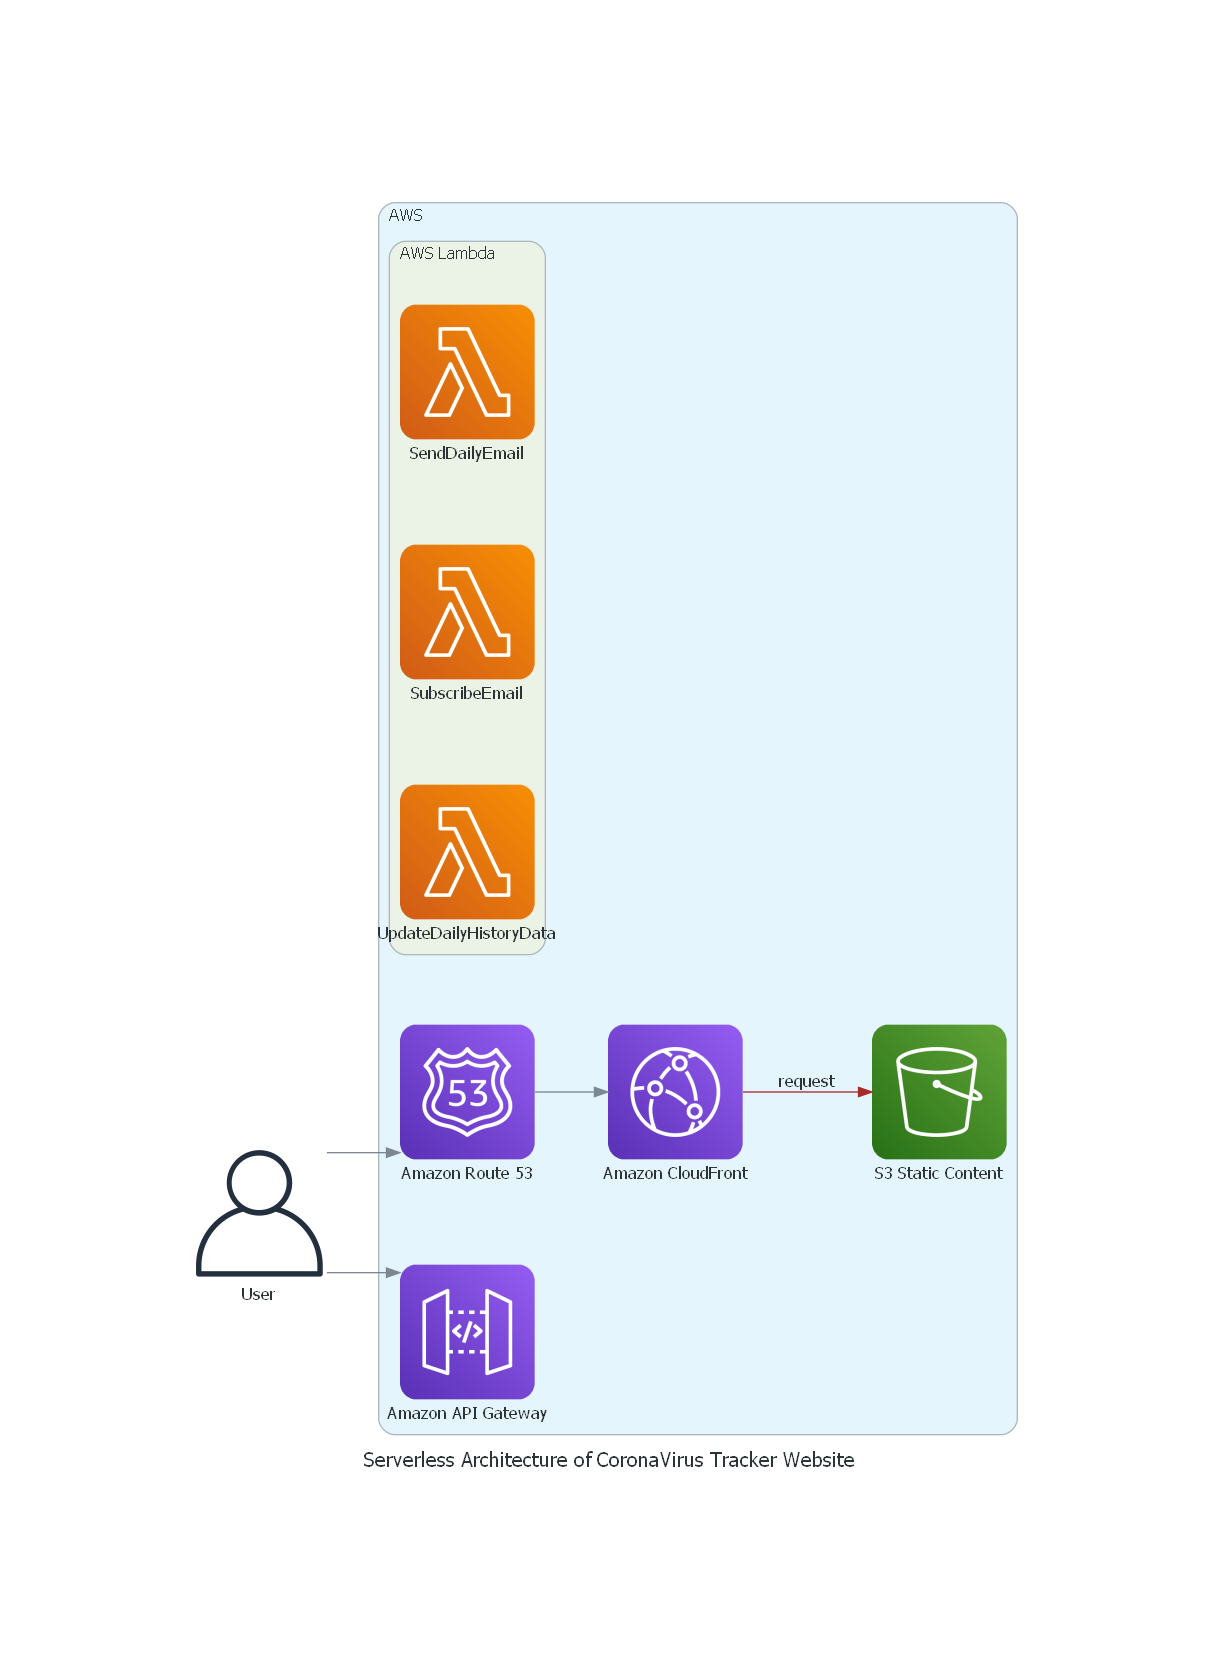 AWS
AWS Lambda
SendDailyEmail
SubscribeEmail
UpdateDailyHistoryData
53
request
Amazon Route 53
Amazon CloudFront
S3 Static Content
User
</>
Amazon API Gateway
Serverless Architecture of CoronaVirus Tracker Website